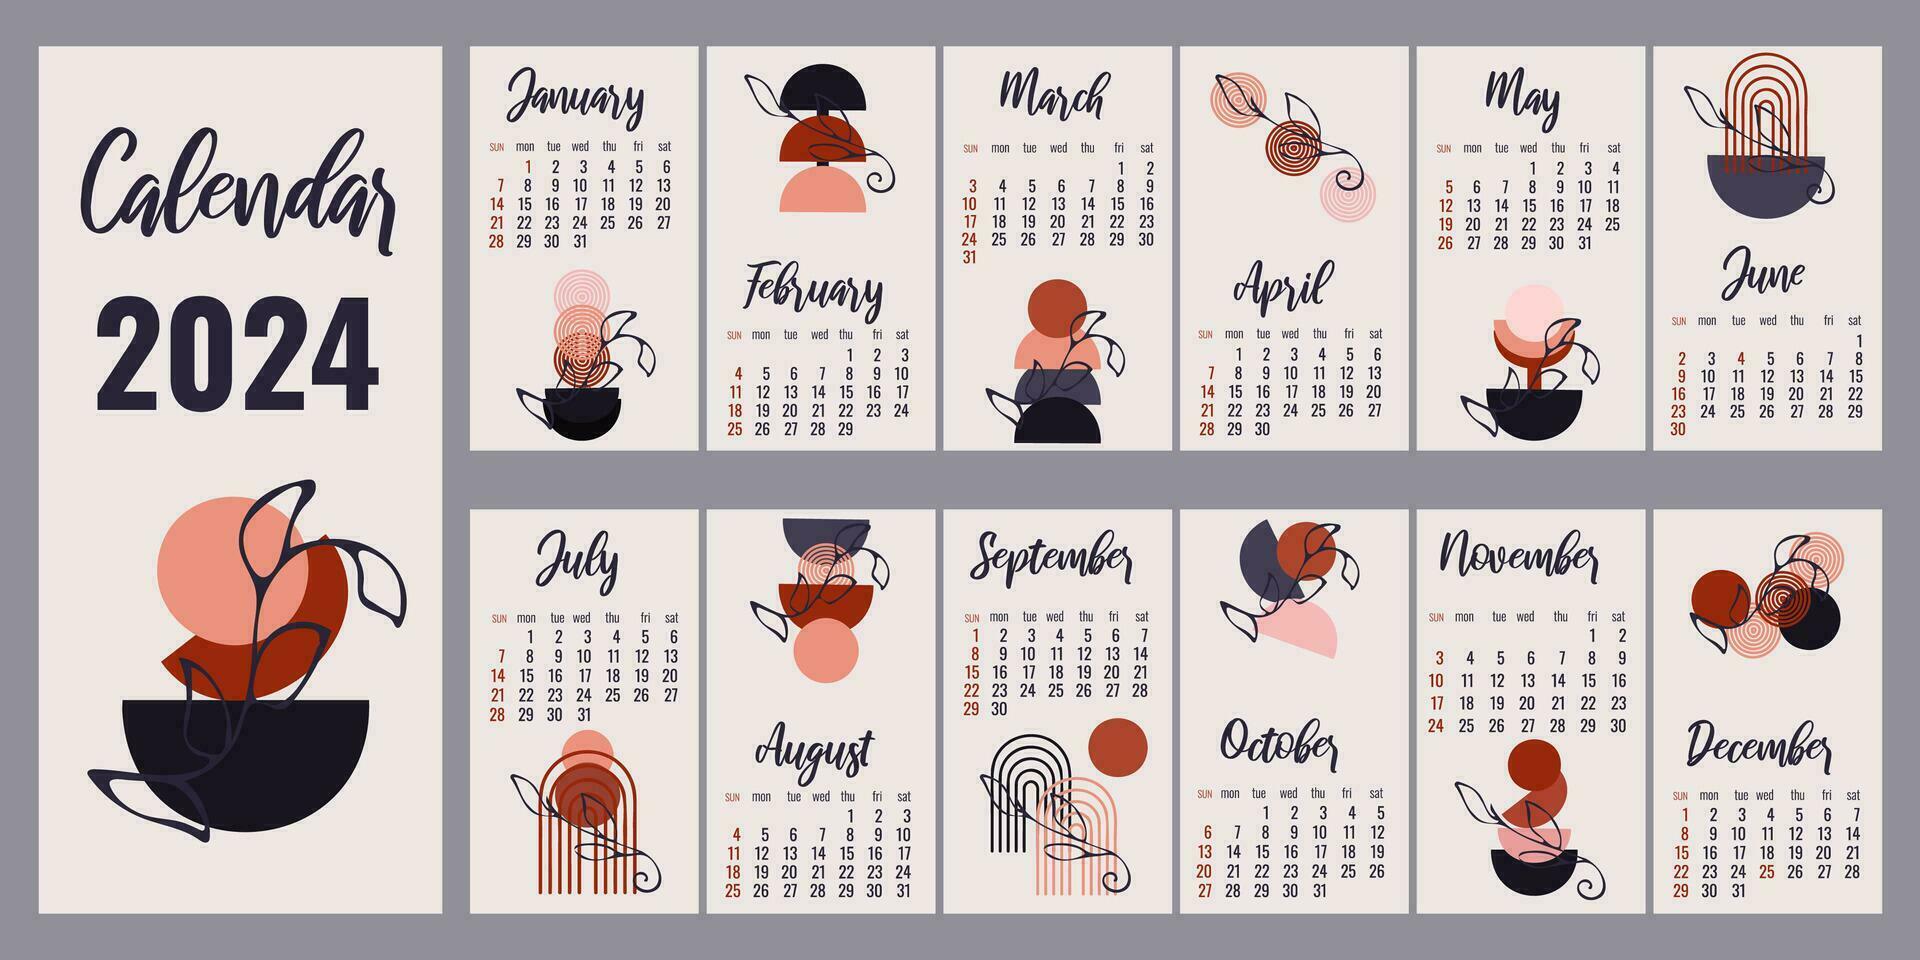 Calendar
2024
January
SUN mon tue wed thu fri sat
1 2 3 4 5 6
7 8 9 10 11 12 13
14 15 16 17 18 19 20
21 22 23 24 25 26 27
28 29 30 31
February
SUN mon tue wed thu fri sat
1 2 3
4 5 6 7 8 9 10
11 12 13 14 15 16 17
18 19 20 21 22 23 24
25 26 27 28 29
March
SUN mon tue wed thu fri sat
1 2
3 4 5 6 7 8 9
10 11 12 13 14 15 16
17 18 19 20 21 22 23
24 25 26 27 28 29 30
31
April
SUN mon tue wed thu fri sat
1 2 3 4 5 6
7 8 9 10 11 12 13
14 15 16 17 18 19 20
21 22 23 24 25 26 27
28 29 30
May
SUN mon tue wed thu fri sat
1 2 3 4
5 6 7 8 9 10 11
12 13 14 15 16 17 18
19 20 21 22 23 24 25
26 27 28 29 30 31
June
SUN mon tue wed thu fri sat
1
2 3 4 5 6 7 8
9 10 11 12 13 14 15
16 17 18 19 20 21 22
23 24 25 26 27 28 29
30
July
SUN mon tue wed thu fri sat
1 2 3 4 5 6
7 8 9 10 11 12 13
14 15 16 17 18 19 20
21 22 23 24 25 26 27
28 29 30 31
August
SUN mon tue wed thu fri sat
1 2 3
4 5 6 7 8 9 10
11 12 13 14 15 16 17
18 19 20 21 22 23 24
25 26 27 28 29 30 31
September
SUN mon tue wed thu fri sat
1 2 3 4 5 6 7
8 9 10 11 12 13 14
15 16 17 18 19 20 21
22 23 24 25 26 27 28
29 30
October
SUN mon tue wed thu fri sat
1 2 3 4 5
6 7 8 9 10 11 12
13 14 15 16 17 18 19
20 21 22 23 24 25 26
27 28 29 30 31
November
SUN mon tue wed thu fri sat
1 2
3 4 5 6 7 8 9
10 11 12 13 14 15 16
17 18 19 20 21 22 23
24 25 26 27 28 29 30
December
SUN mon tue wed thu fri sat
1 2 3 4 5 6 7
8 9 10 11 12 13 14
15 16 17 18 19 20 21
22 23 24 25 26 27 28
29 30 31